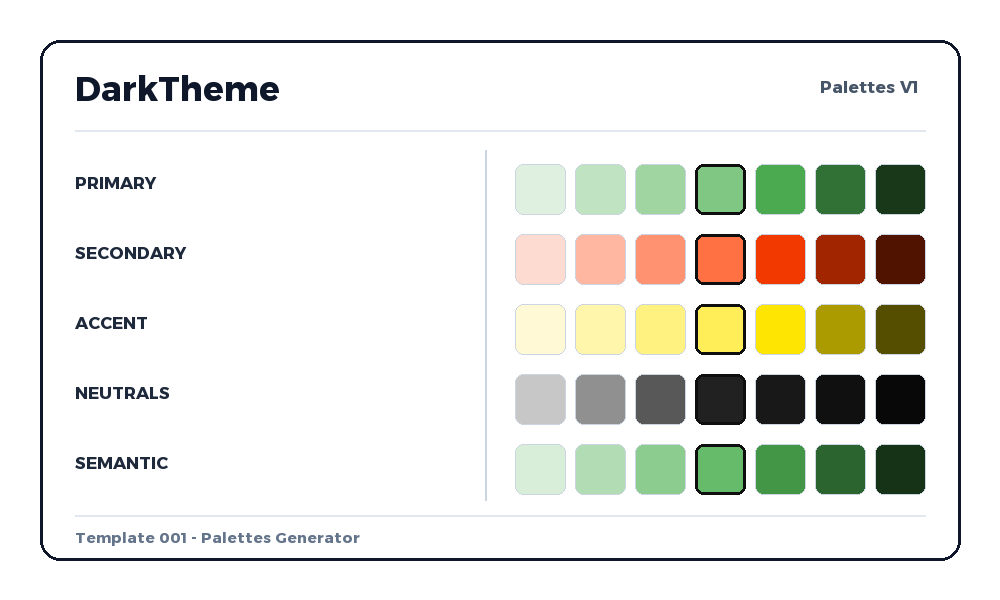 DarkTheme
Palettes V1
PRIMARY
SECONDARY
ACCENT
NEUTRALS
SEMANTIC
Template 001 - Palettes Generator